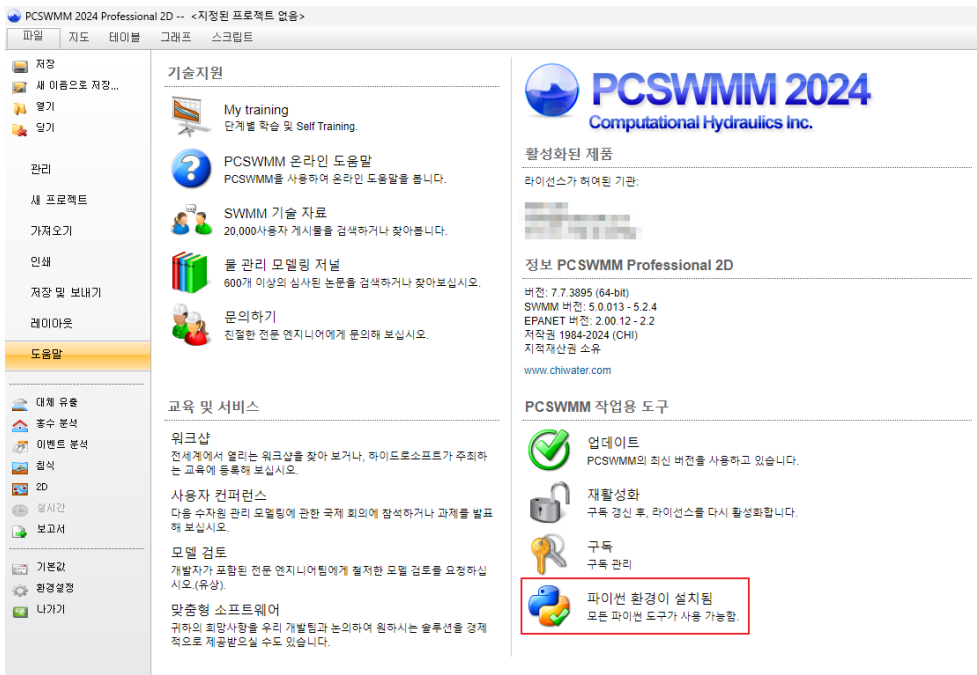 PCSWMM 2024 Professional 2D -- <지정된 프로젝트 없음>
파일 지도 테이블 그래프 스크립트
저장
새 이름으로 저장...
열기
닫기
관리
새 프로젝트
가져오기
인쇄
저장 및 보내기
레이아웃
도움말
대체 유출
홍수 분석
이벤트 분석
침식
2D
실시간
보고서
기본값
환경설정
나가기
기술지원
My training
단계별 학습 및 Self Training.
PCSWMM 온라인 도움말
PCSWMM을 사용하여 온라인 도움말을 봅니다.
SWMM 기술 자료
20,000사용자 게시물을 검색하거나 찾아봅니다.
물 관리 모델링 저널
600개 이상의 심사된 논문을 검색하거나 찾아보십시오.
문의하기
친절한 전문 엔지니어에게 문의해 보십시오.
교육 및 서비스
워크샵
전세계에서 열리는 워크샵을 찾아 보거나, 하이드로소프트가 주최하
는 교육에 등록해 보십시오.
사용자 컨퍼런스
다음 수자원 관리 모델링에 관한 국제 회의에 참석하거나 과제를 발표
해 보십시오.
모델 검토
개발자가 포함된 전문 엔지니어팀에게 철저한 모델 검토를 요청하십
시오.(유상).
맞춤형 소프트웨어
귀하의 희망사항을 우리 개발팀과 논의하여 원하시는 솔루션을 경제
적으로 제공받으실 수도 있습니다.
PCSWMM 2024
Computational Hydraulics Inc.
활성화된 제품
라이선스가 허여된 기관:
정보 PCSWMM Professional 2D
버전: 7.7.3895 (64-bit)
SWMM 버전: 5.0.013 - 5.2.4
EPANET 버전: 2.00.12 - 2.2
저작권 1984-2024 (CHI)
지적재산권 소유
www.chiwater.com
PCSWMM 작업용 도구
업데이트
PCSWMM의 최신 버전을 사용하고 있습니다.
재활성화
구독 갱신 후, 라이선스를 다시 활성화합니다.
구독
구독 관리
파이썬 환경이 설치됨
모든 파이썬 도구가 사용 가능함.